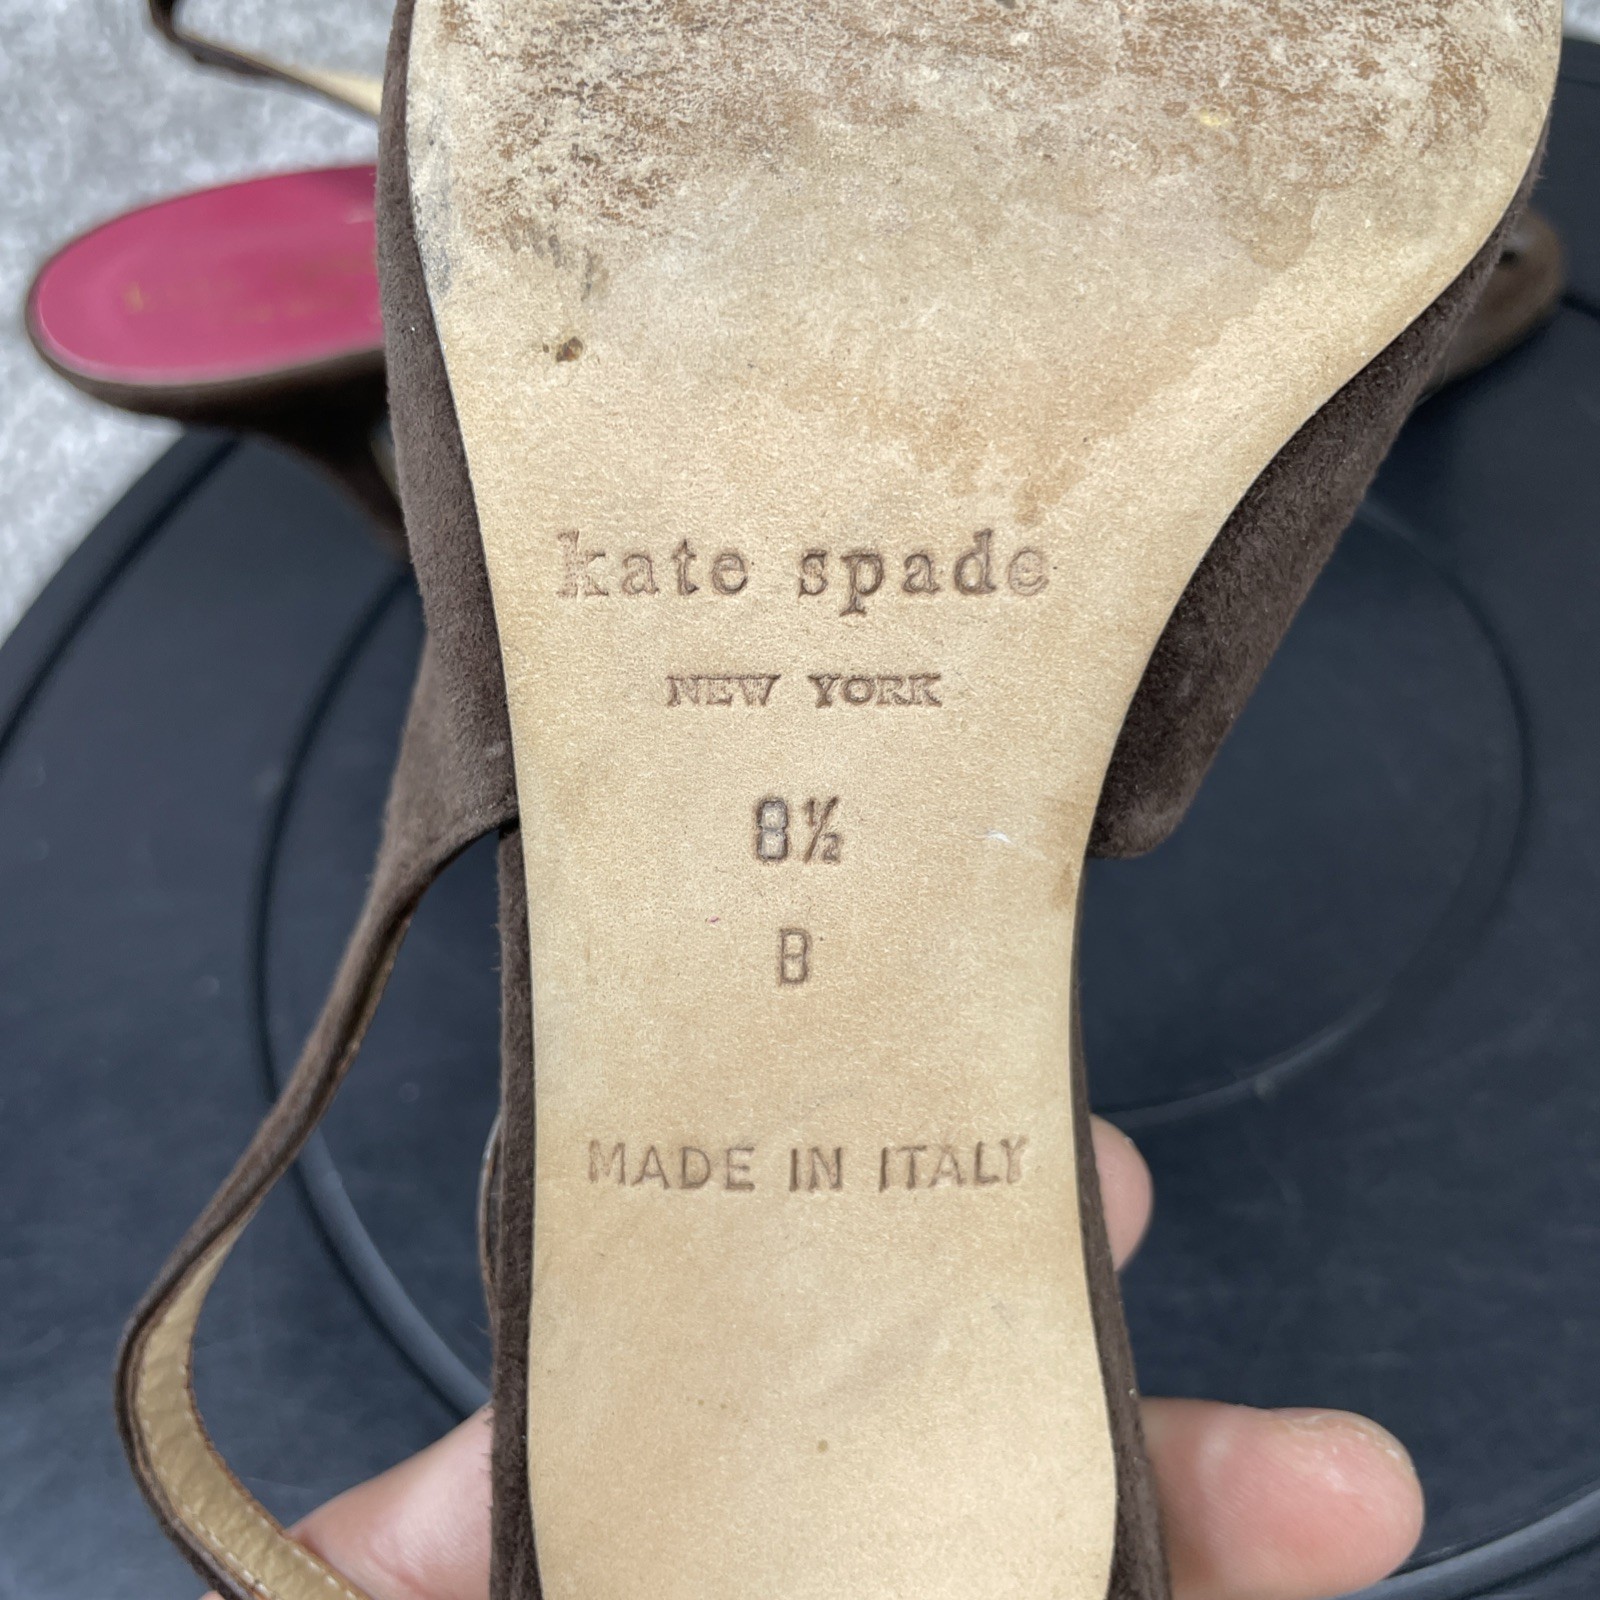 kate spade
NEW YORK
8½
B
MADE IN ITALY